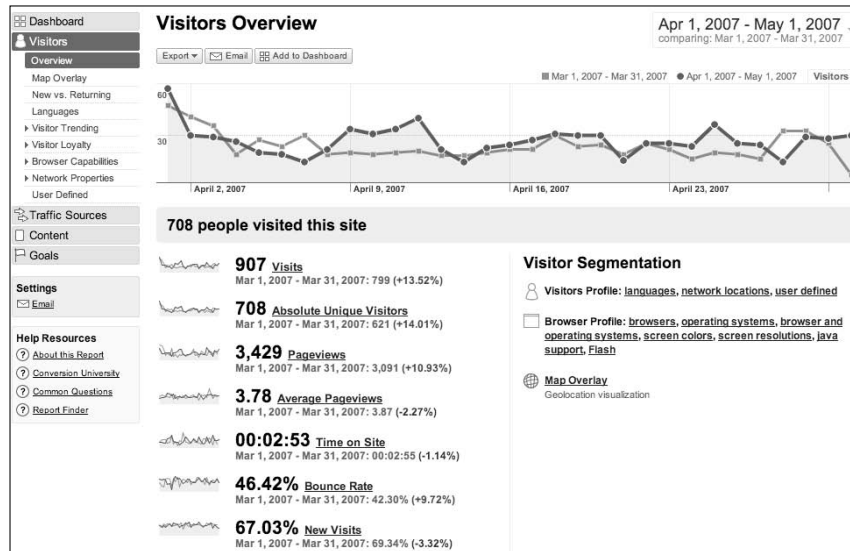 Dashboard
Visitors
Overview
Map Overlay
New vs. Returning
Languages
Visitor Trending
Visitor Loyalty
Browser Capabilities
Network Properties
User Defined
Traffic Sources
Content
Goals
Settings
Email
Help Resources
About this Report
Conversion University
Common Questions
Report Finder
Visitors Overview
Apr 1, 2007 - May 1, 2007
comparing: Mar 1, 2007 - Mar 31, 2007
Export Email Add to Dashboard
Mar 1, 2007 - Mar 31, 2007 Apr 1, 2007 - May 1, 2007 Visitors
60
30
April 2, 2007 April 9, 2007 April 16, 2007 April 23, 2007
708 people visited this site
907 Visits
Mar 1, 2007 - Mar 31, 2007: 799 (+13.52%)
708 Absolute Unique Visitors
Mar 1, 2007 - Mar 31, 2007: 621 (+14.01%)
3,429 Pageviews
Mar 1, 2007 - Mar 31, 2007: 3,091 (+10.93%)
3.78 Average Pageviews
Mar 1, 2007 - Mar 31, 2007: 3.87 (-2.27%)
00:02:53 Time on Site
Mar 1, 2007 - Mar 31, 2007: 00:02:55 (-1.14%)
46.42% Bounce Rate
Mar 1, 2007 - Mar 31, 2007: 42.30% (+9.72%)
67.03% New Visits
Mar 1, 2007 - Mar 31, 2007: 69.34% (-3.32%)
Visitor Segmentation
Visitors Profile: languages, network locations, user defined
Browser Profile: browsers, operating systems, browser and
operating systems, screen colors, screen resolutions, java
support, Flash
Map Overlay
Geolocation visualization